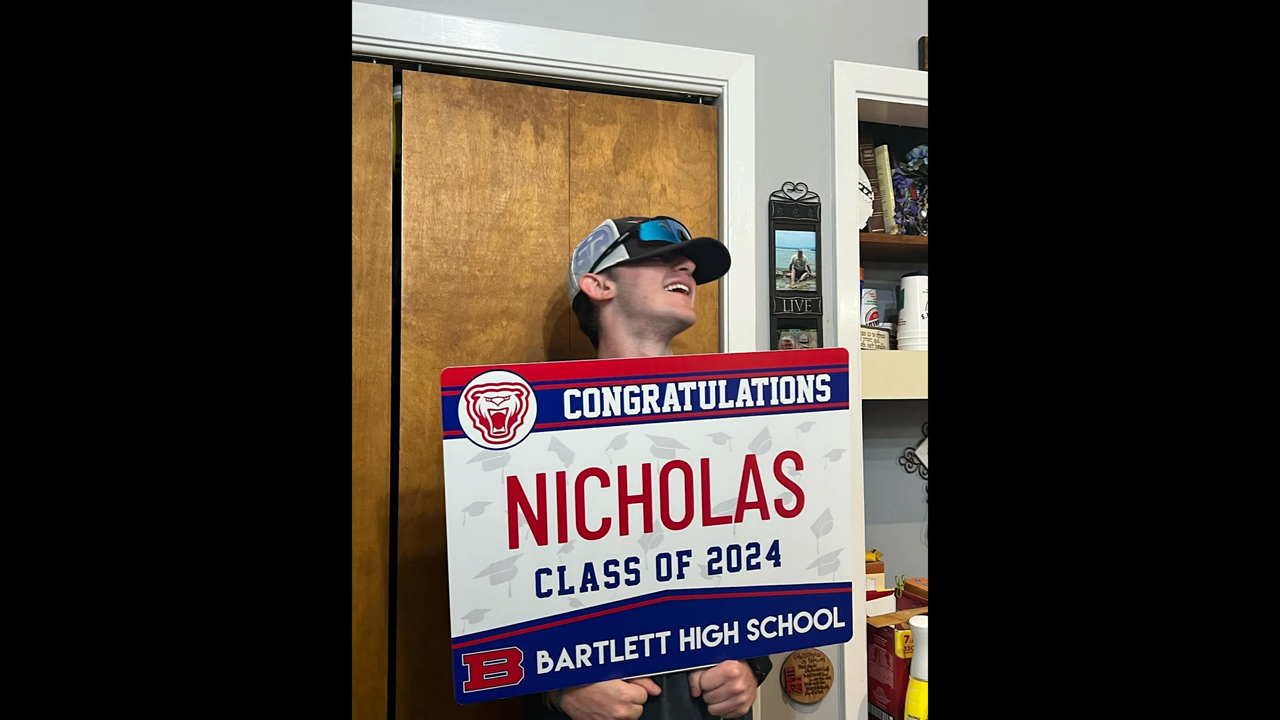 LIVE
CONGRATULATIONS
NICHOLAS
CLASS OF 2024
B BARTLETT HIGH SCHOOL